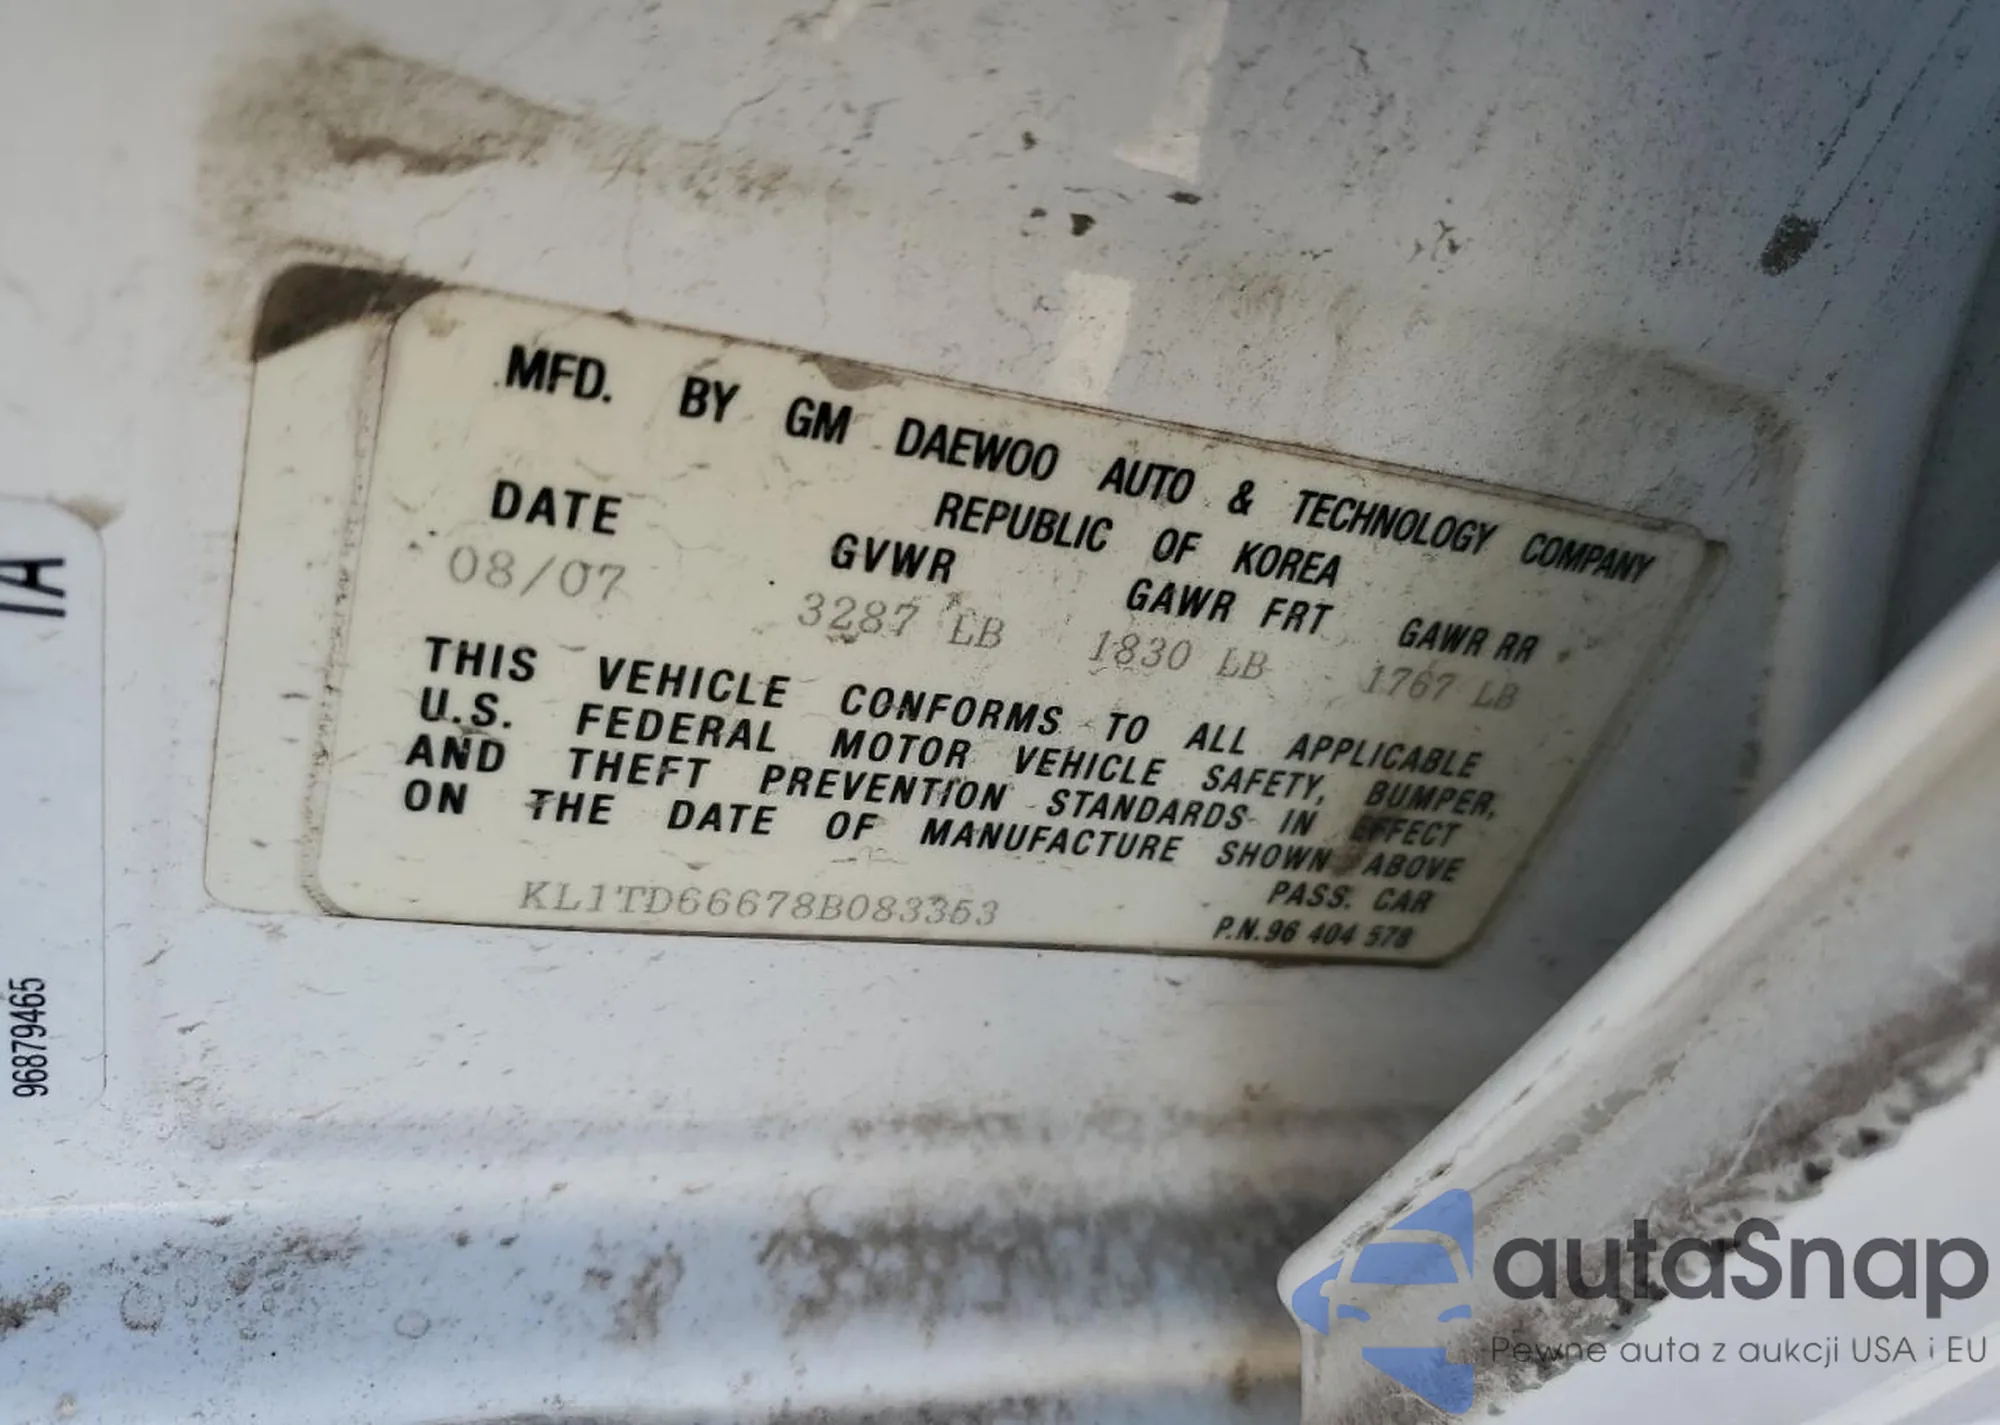 MFD. BY GM DAEWOO AUTO & TECHNOLOGY COMPANY
REPUBLIC OF KOREA
DATE GVWR GAWR FRT GAWR RR
08/07 3287 LB 1830 LB 1767 LB
THIS VEHICLE CONFORMS TO ALL APPLICABLE
U.S. FEDERAL MOTOR VEHICLE SAFETY, BUMPER,
AND THEFT PREVENTION STANDARDS IN EFFECT
ON THE DATE OF MANUFACTURE SHOWN ABOVE
KL1TD66678B083353
PASS. CAR
P.N.96 404 578
96879465
autaSnap
Pewne auta z aukcji USA i EU